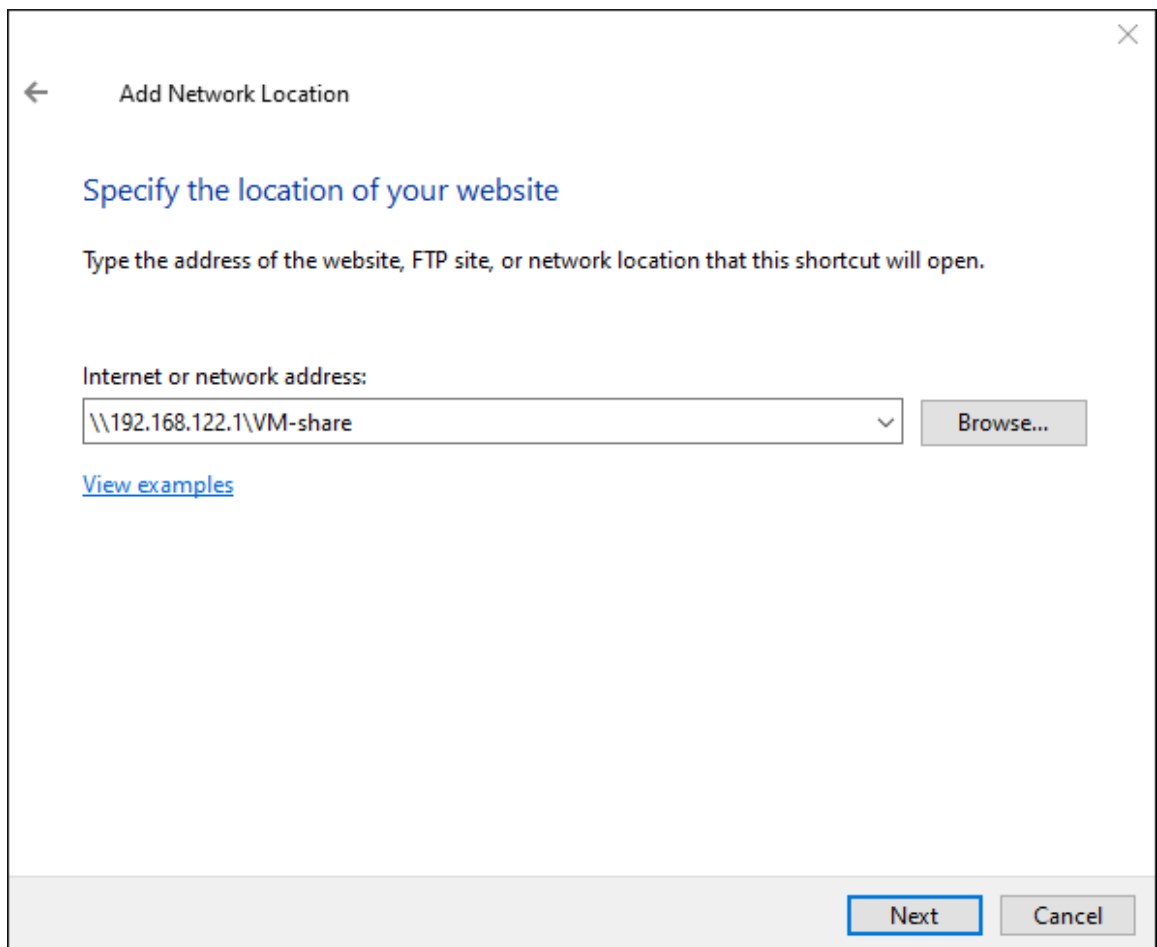 Add Network Location
Specify the location of your website
Type the address of the website, FTP site, or network location that this shortcut will open.
Internet or network address:
\\192.168.122.1\VM-share
Browse...
View examples
Next
Cancel